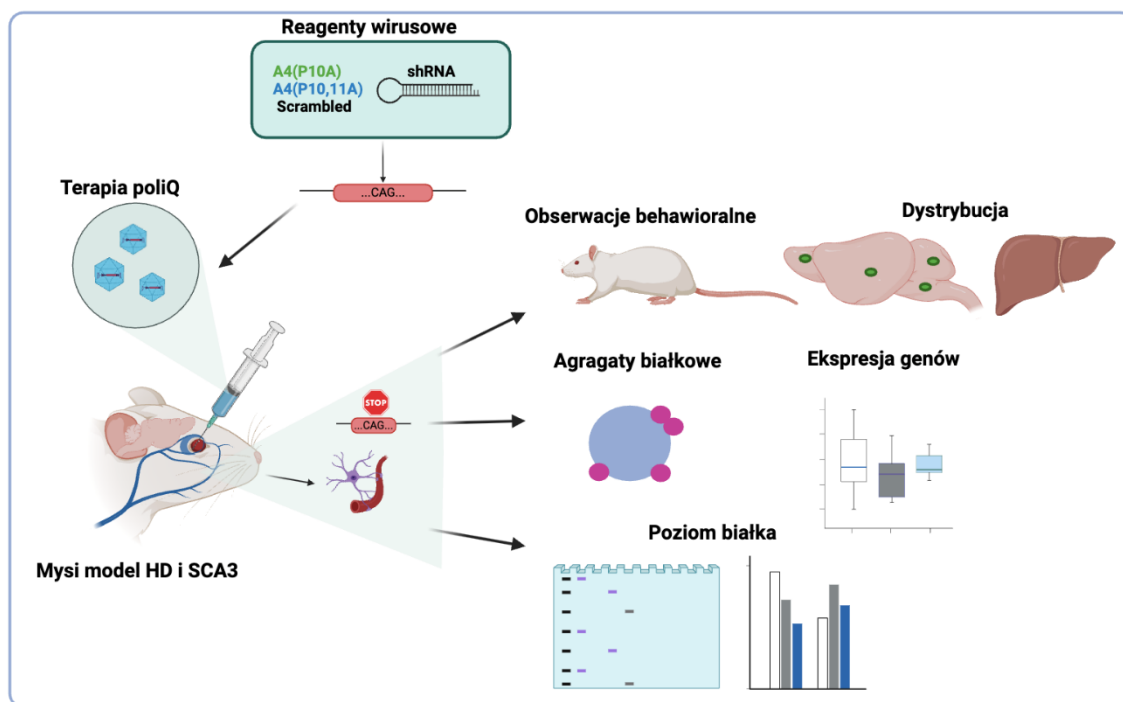 Reagenty wirusowe
A4(P10A)
A4(P10,11A)
Scrambled
shRNA
...CAG...
Terapia poliQ
Obserwacje behawioralne
Dystrybucja
Agragaty białkowe
Ekspresja genów
STOP
...CAG...
Poziom białka
Mysi model HD i SCA3